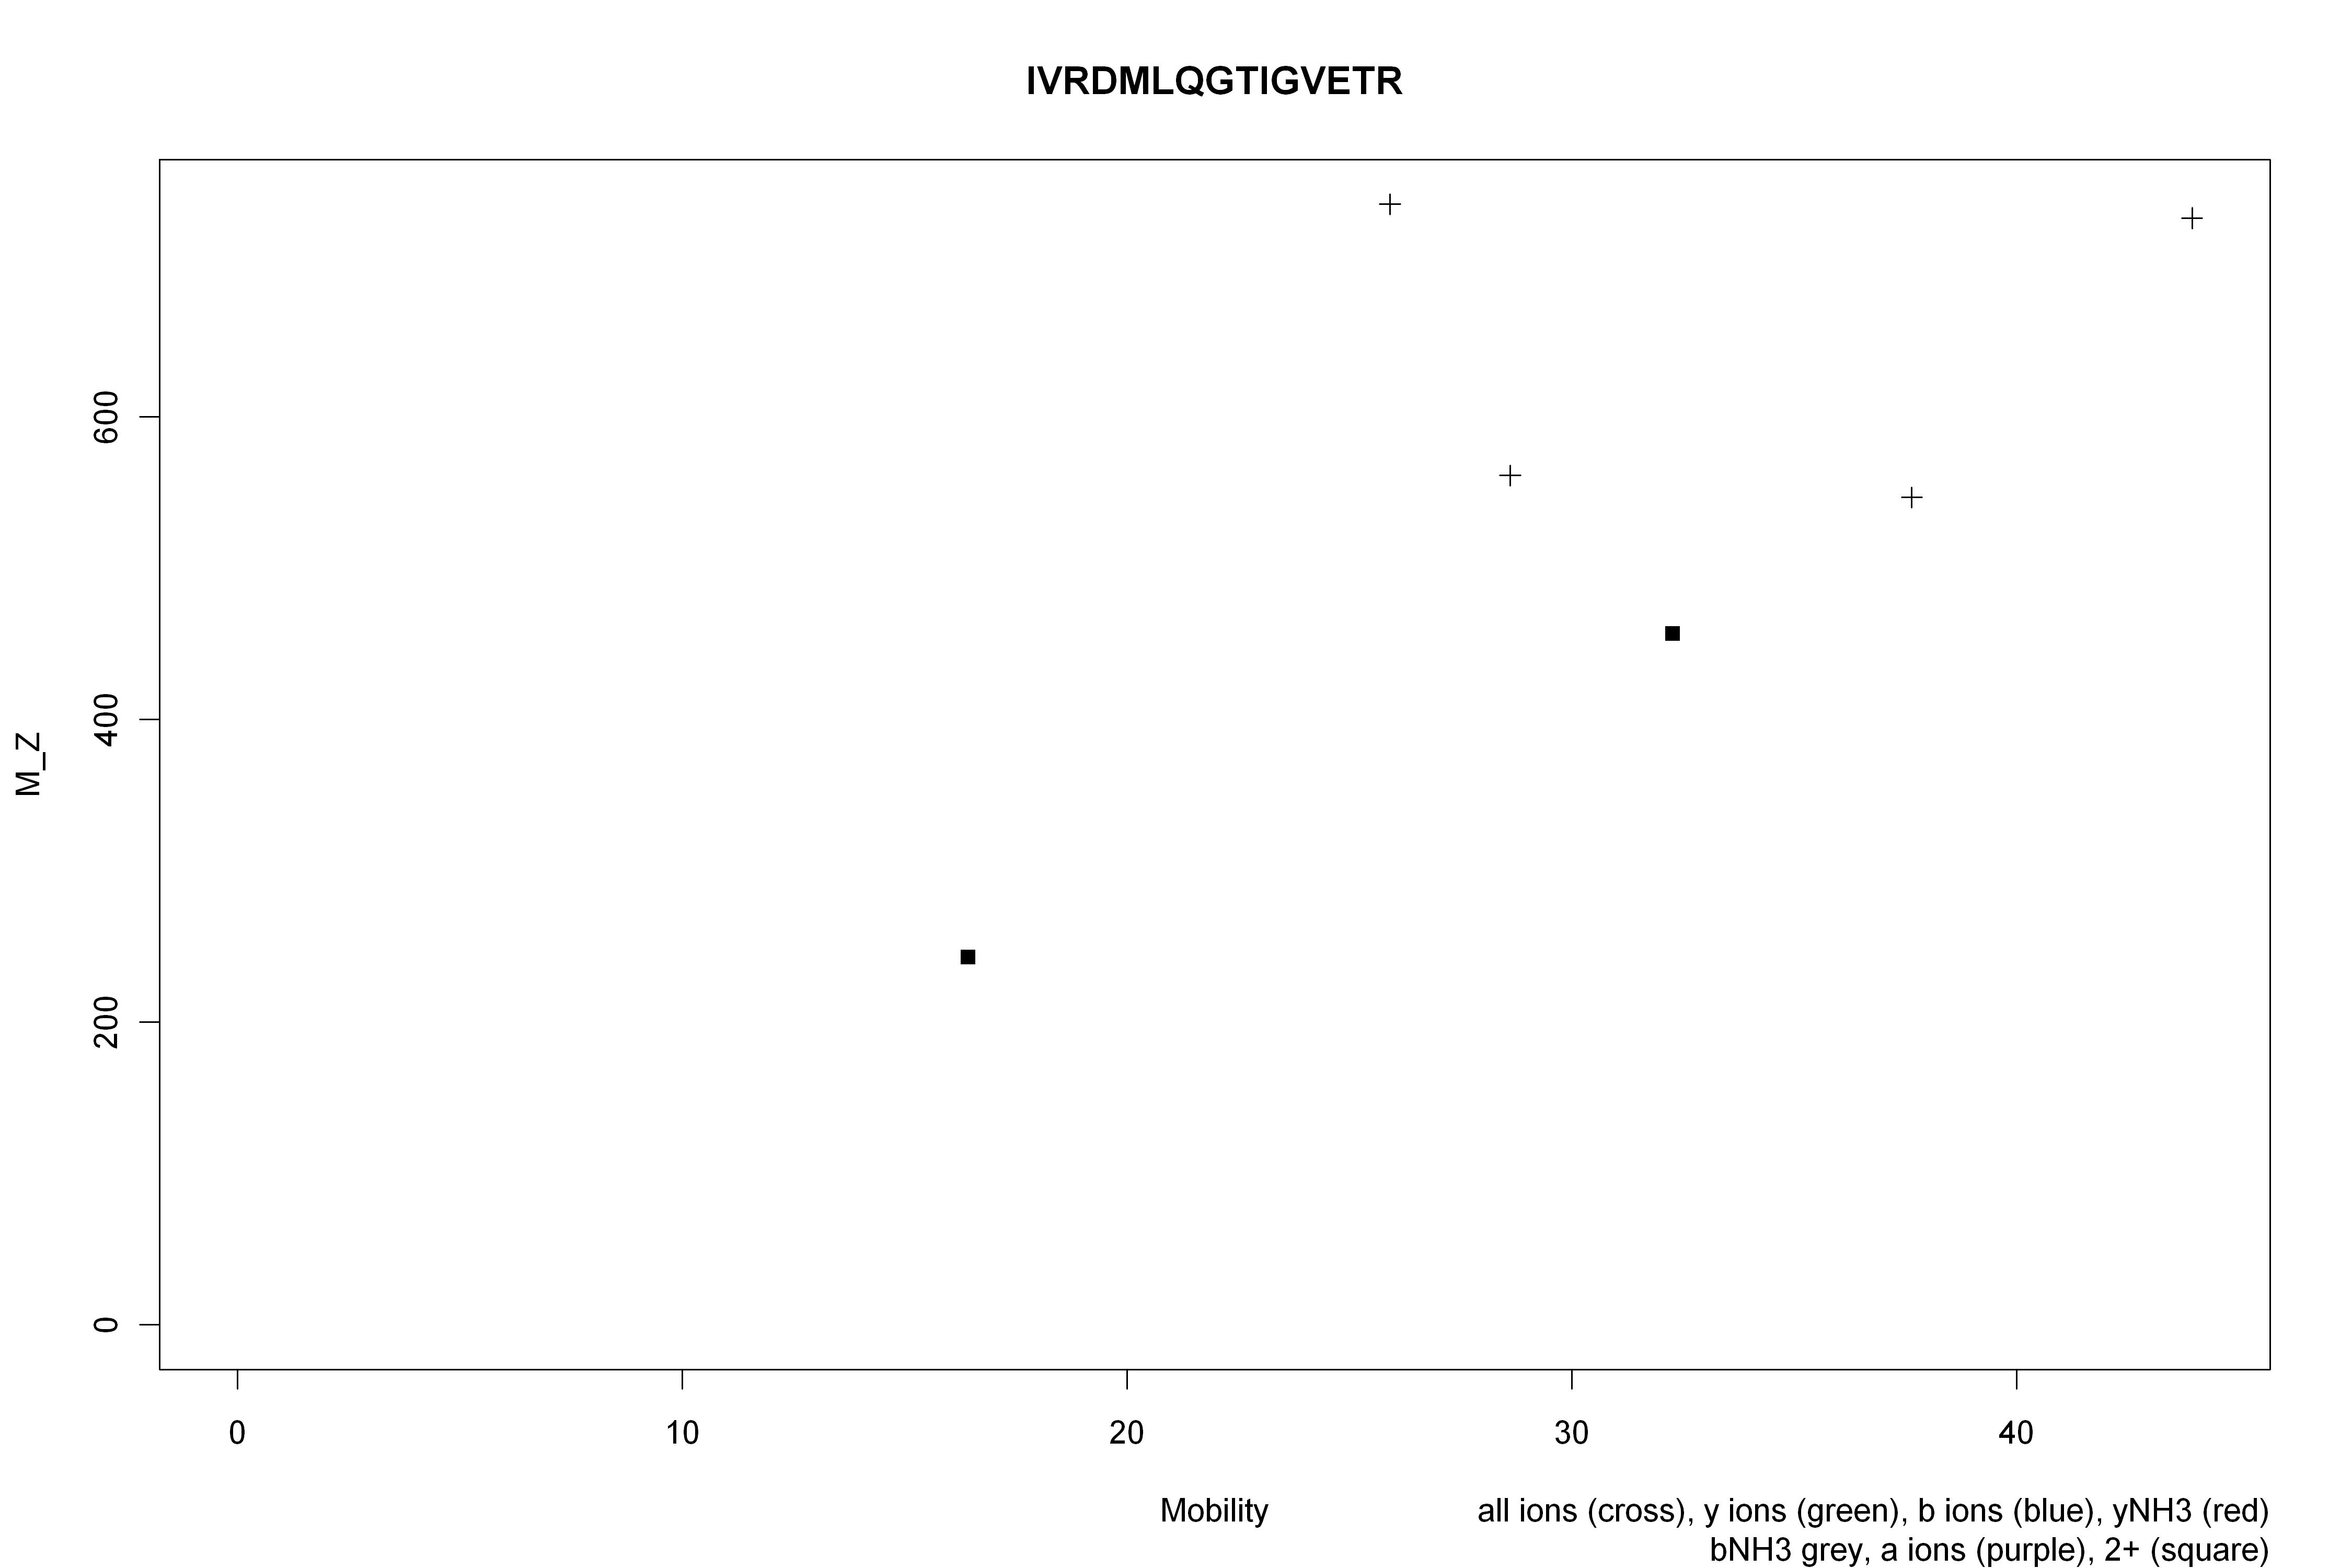 IVRDMLQGTIGVETR
600
400
200
0
M_Z
0 10 20 30 40
Mobility
all ions (cross), y ions (green), b ions (blue), yNH3 (red)
bNH3 grey, a ions (purple), 2+ (square)